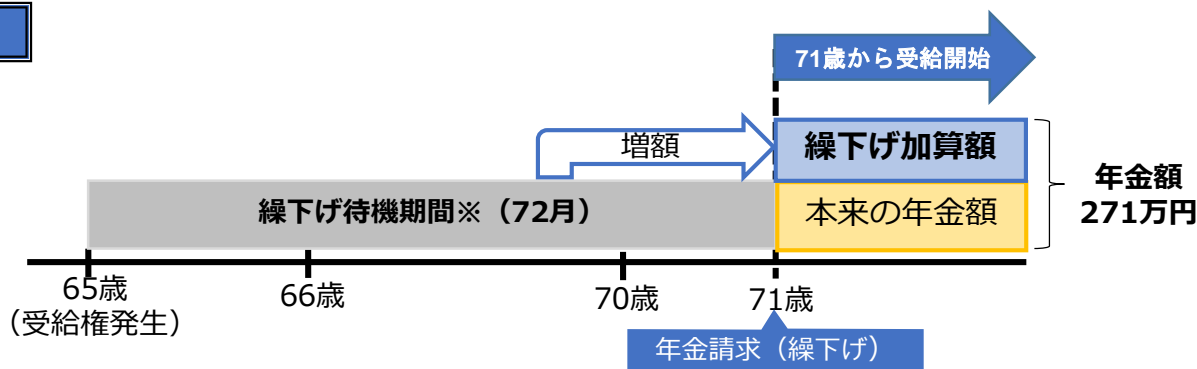 71歳から受給開始
増額
繰下げ加算額
繰下げ待機期間※（72月）
本来の年金額
年金額
271万円
65歳
（受給権発生）
66歳
70歳
71歳
年金請求（繰下げ）